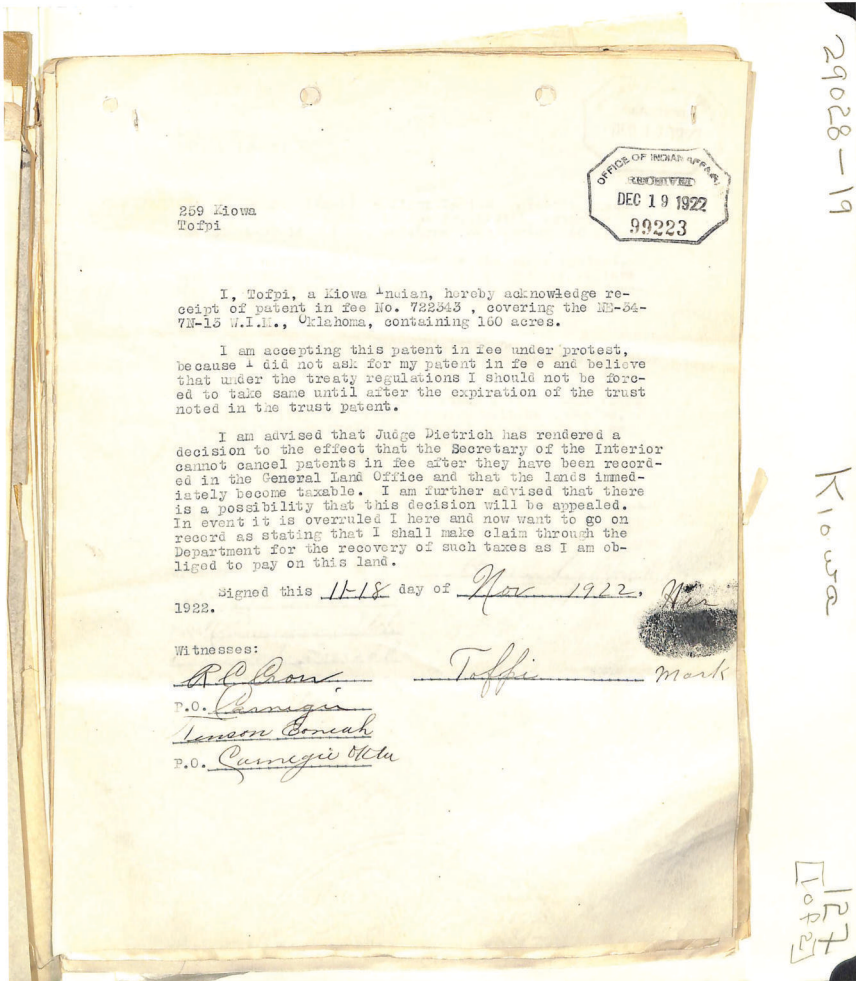 29028-19
Kiowa
127
[1 of 2]
OFFICE OF INDIAN AFFAIRS
RECEIVED
DEC 19 1922
99223
259 Kiowa
Tofpi
I, Tofpi, a Kiowa Indian, hereby acknowledge re-
ceipt of patent in fee No. 722343 , covering the NE-34-
7N-13 W.I.M., Oklahoma, containing 160 acres.
I am accepting this patent in fee under protest,
because I did not ask for my patent in fe e and believe
that under the treaty regulations I should not be forc-
ed to take same until after the expiration of the trust
noted in the trust patent.
I am advised that Judge Dietrich has rendered a
decision to the effect that the Secretary of the Interior
cannot cancel patents in fee after they have been record-
ed in the General Land Office and that the lands immed-
iately become taxable. I am further advised that there
is a possibility that this decision will be appealed.
In event it is overruled I here and now want to go on
record as stating that I shall make claim through the
Department for the recovery of such taxes as I am ob-
liged to pay on this land.
Signed this 11-18 day of Nov 1922. Her
1922.
Witnesses:
R C Cron Toffpi mark
P.O. Carnegie
P.O. Carnegie Okla